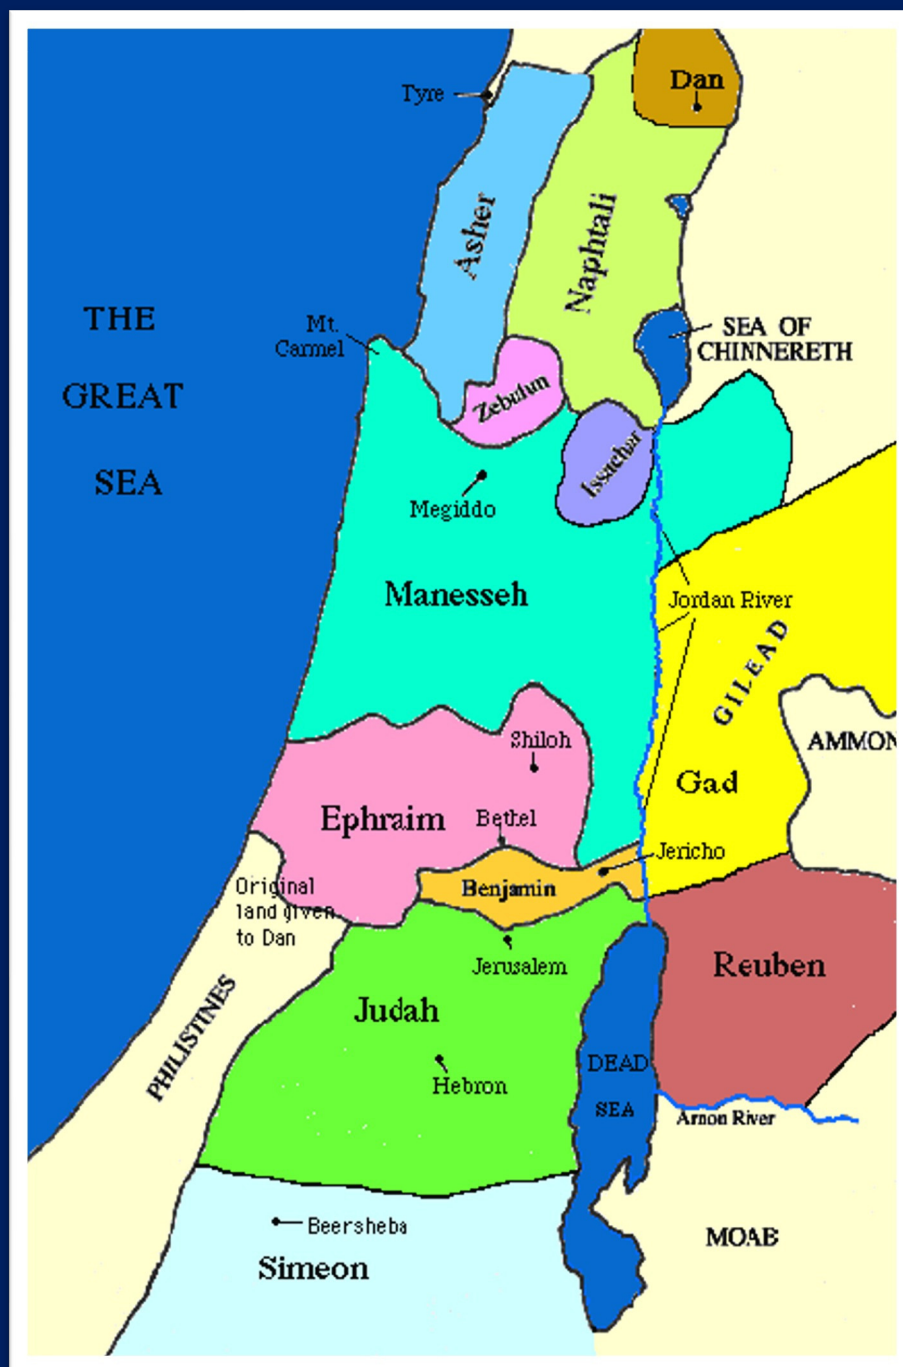 Dan
Tyre
Asher
Naphtali
THE
GREAT
SEA
Mt.
Carmel
SEA OF
CHINNERETH
Zebulun
Issachar
Megiddo
Manesseh
Jordan River
GILEAD
Shiloh
AMMON
Gad
Ephraim
Bethel
Jericho
Benjamin
Original
land given
to Dan
Jerusalem
Reuben
PHILISTINES
Judah
Hebron
DEAD
SEA
Arnon River
Beersheba
MOAB
Simeon